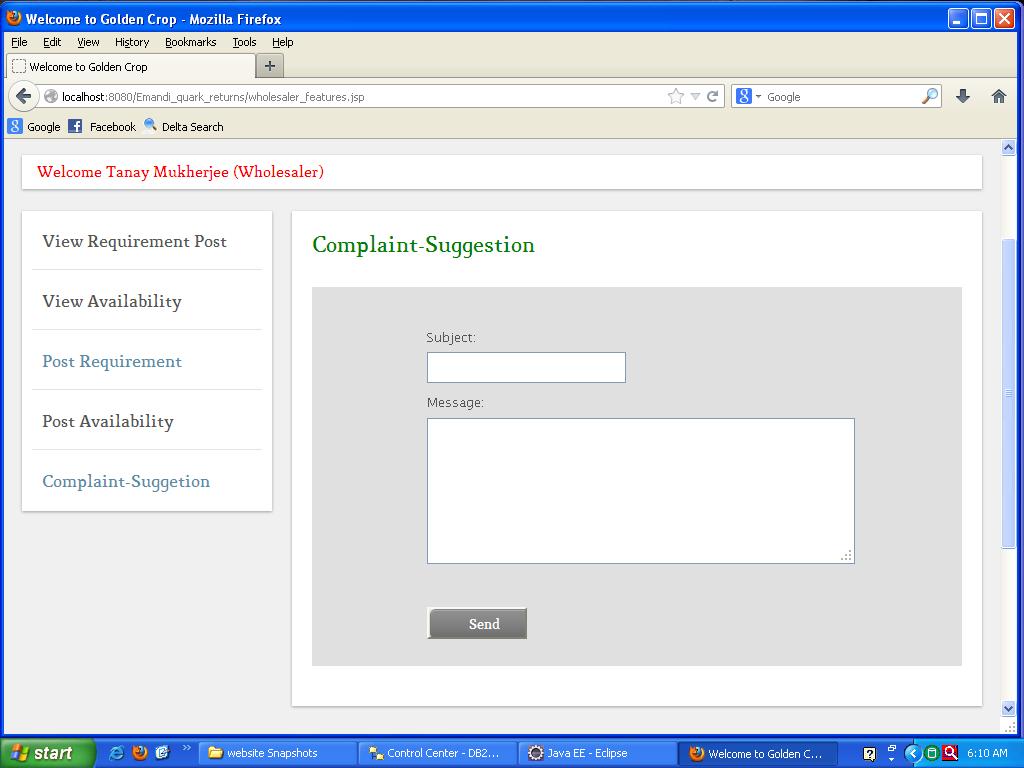 Welcome to Golden Crop - Mozilla Firefox
File Edit View History Bookmarks Tools Help
Welcome to Golden Crop
localhost:8080/Emandi_quark_returns/wholesaler_features.jsp
Google
Google Facebook Delta Search
Welcome Tanay Mukherjee (Wholesaler)
View Requirement Post
View Availability
Post Requirement
Post Availability
Complaint-Suggetion
Complaint-Suggestion
Subject:
Message:
Send
start
website Snapshots
Control Center - DB2...
Java EE - Eclipse
Welcome to Golden C...
6:10 AM